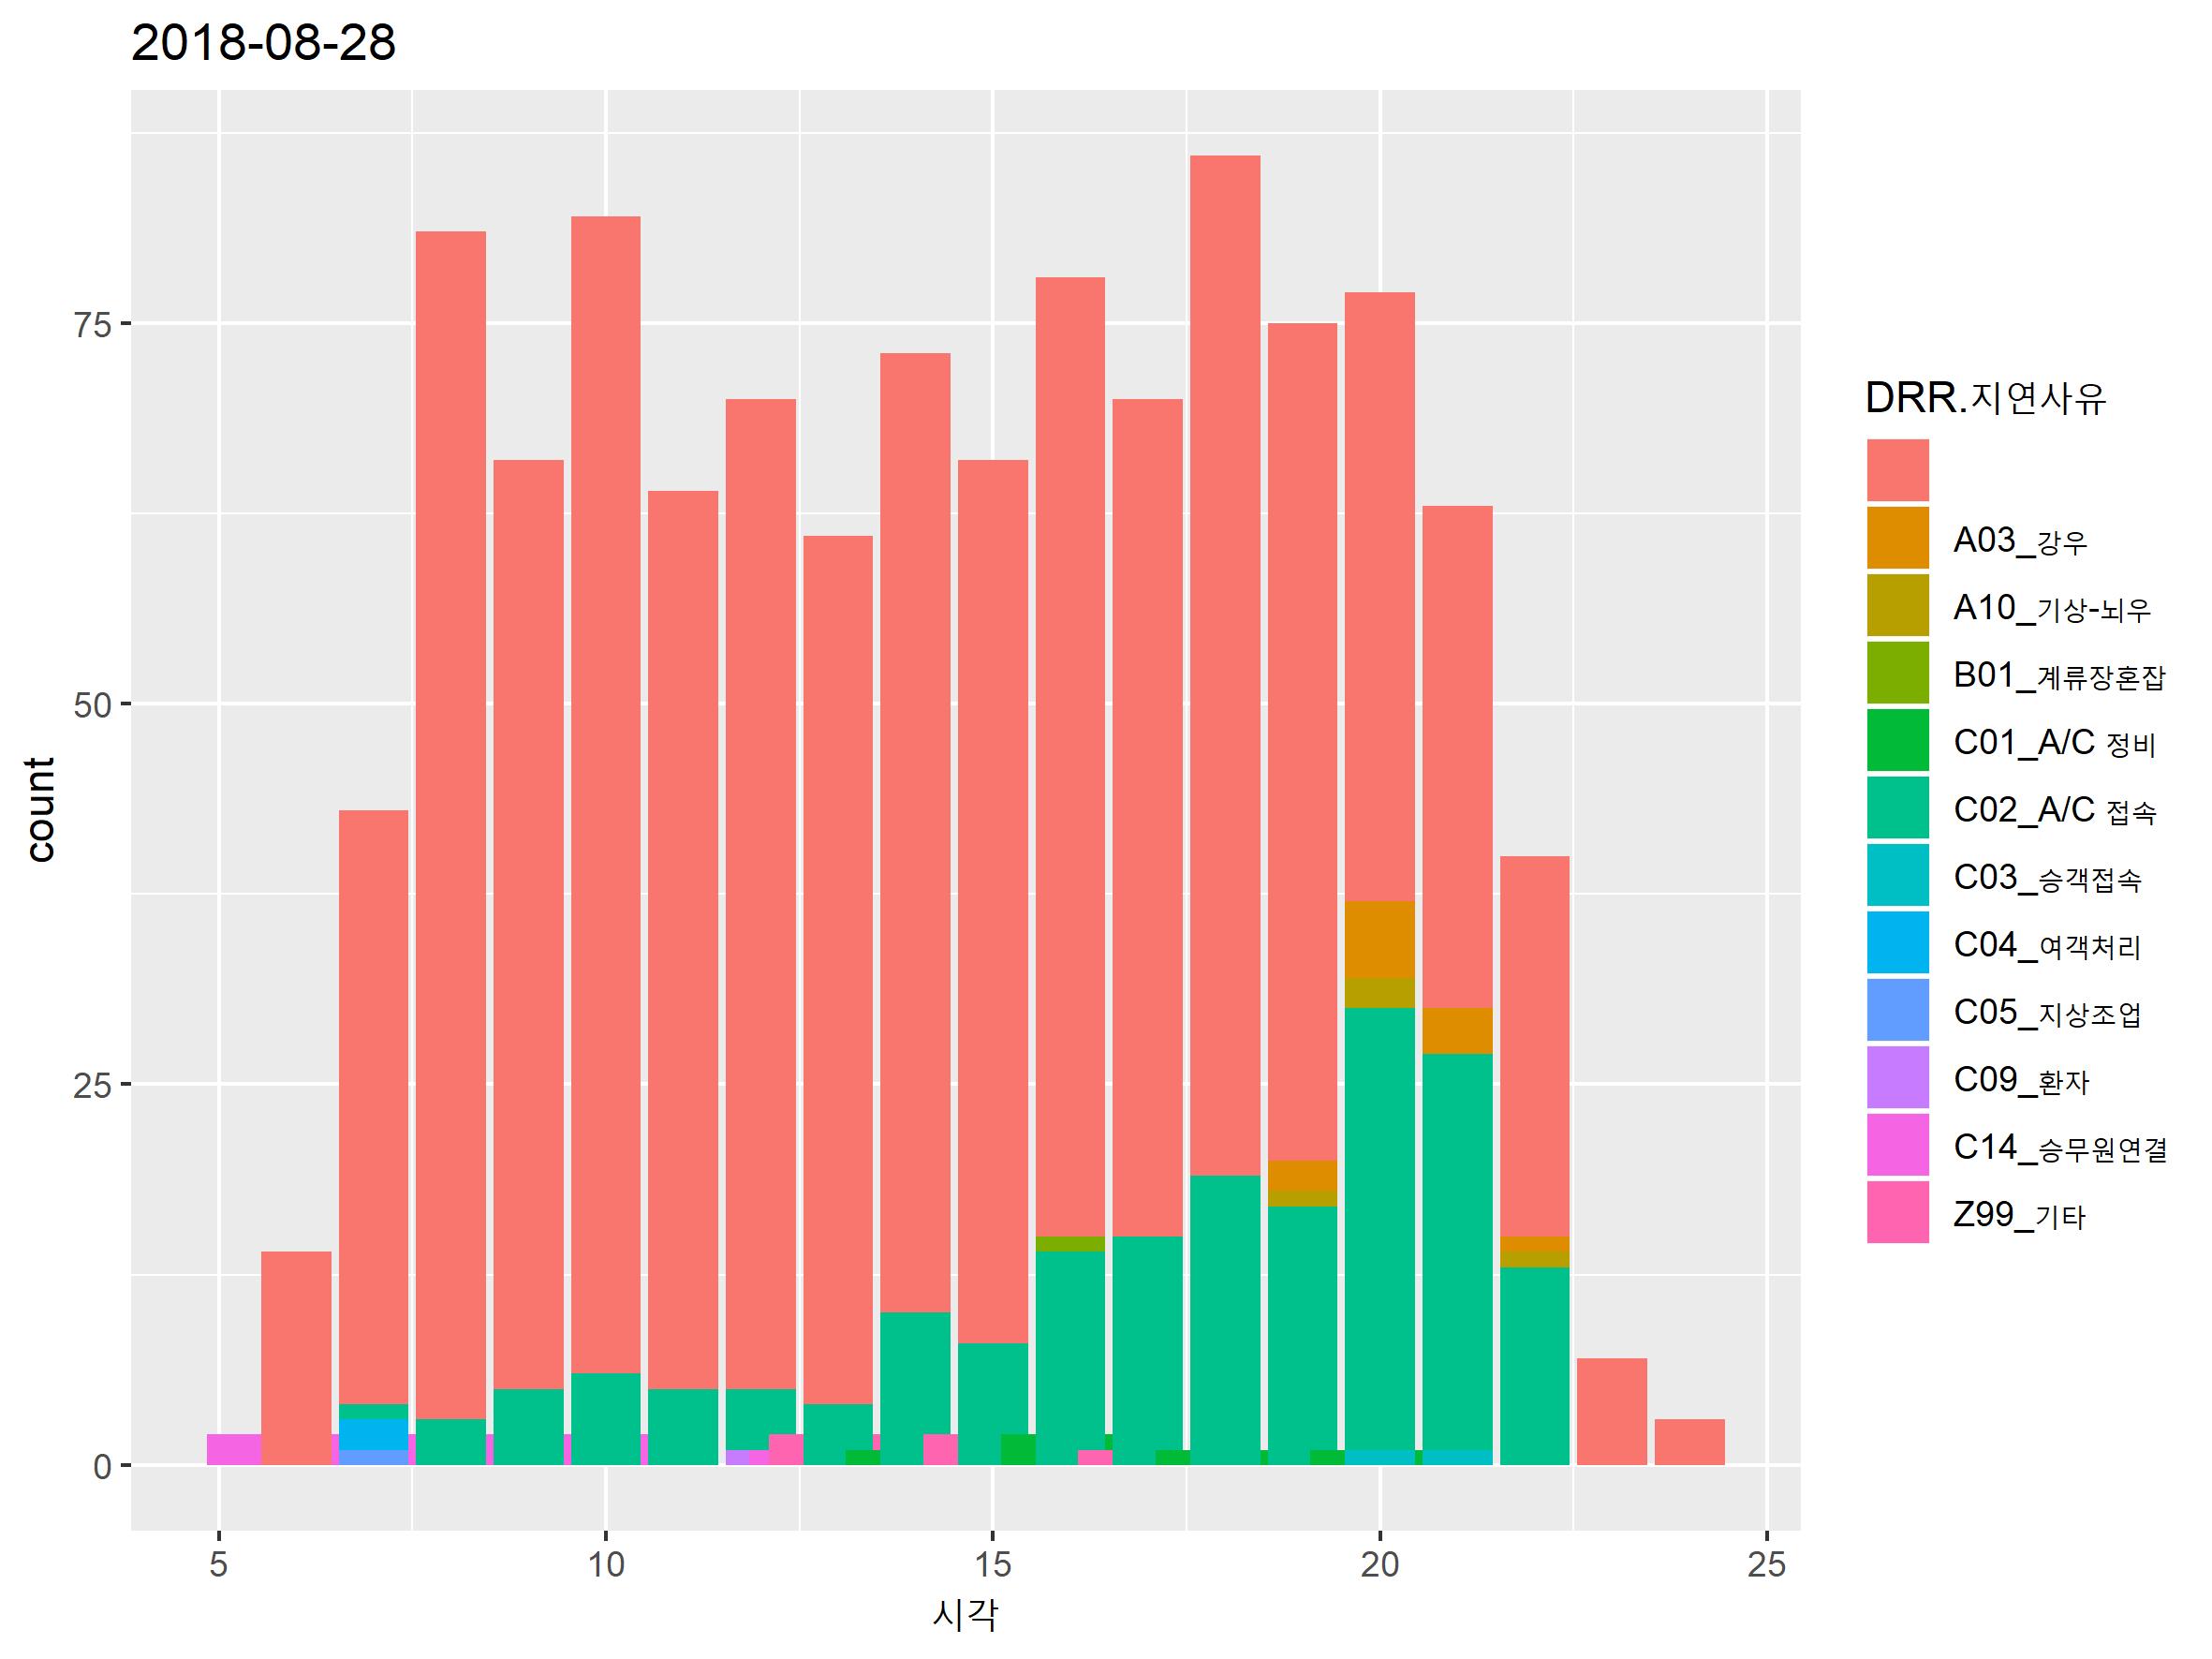 2018-08-28
count
75
50
25
0
5
10
15
20
25
시각
DRR.지연사유
A03_강우
A10_기상-뇌우
B01_계류장혼잡
C01_A/C 정비
C02_A/C 접속
C03_승객접속
C04_여객처리
C05_지상조업
C09_환자
C14_승무원연결
Z99_기타